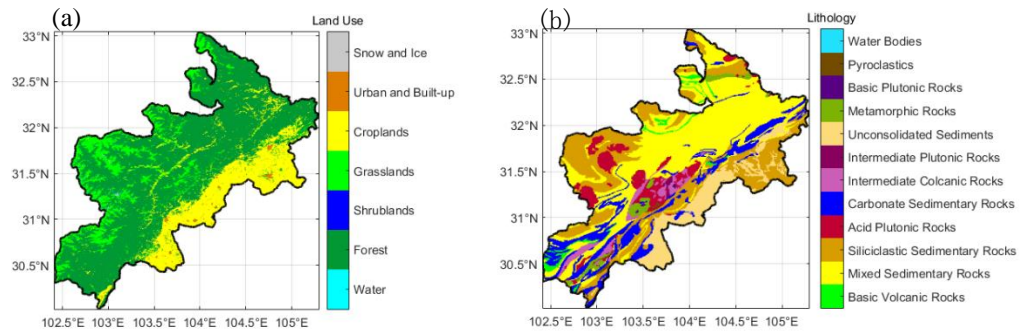 (a)
Land Use
33°N
32.5°N
32°N
31.5°N
31°N
30.5°N
102.5°E 103°E 103.5°E 104°E 104.5°E 105°E
Snow and Ice
Urban and Built-up
Croplands
Grasslands
Shrublands
Forest
Water
(b)
Lithology
33°N
32.5°N
32°N
31.5°N
31°N
30.5°N
102.5°E 103°E 103.5°E 104°E 104.5°E 105°E
Water Bodies
Pyroclastics
Basic Plutonic Rocks
Metamorphic Rocks
Unconsolidated Sediments
Intermediate Plutonic Rocks
Intermediate Colcanic Rocks
Carbonate Sedimentary Rocks
Acid Plutonic Rocks
Siliciclastic Sedimentary Rocks
Mixed Sedimentary Rocks
Basic Volcanic Rocks